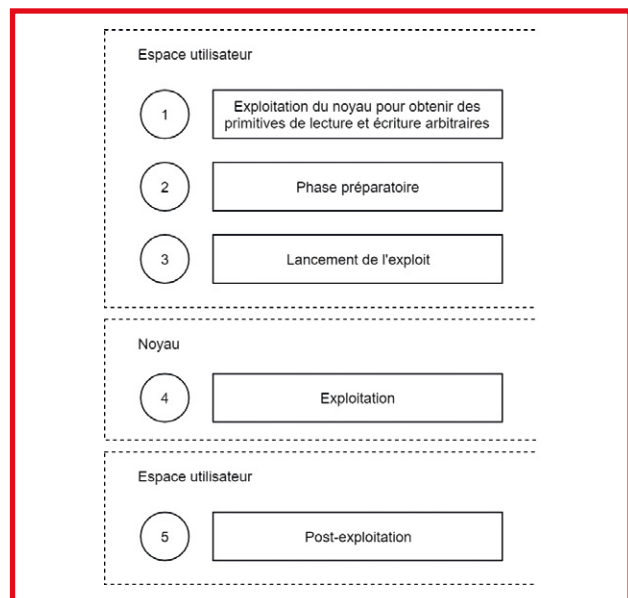 Espace utilisateur
1
Exploitation du noyau pour obtenir des
primitives de lecture et écriture arbitraires
2
Phase préparatoire
3
Lancement de l'exploit
Noyau
4
Exploitation
Espace utilisateur
5
Post-exploitation